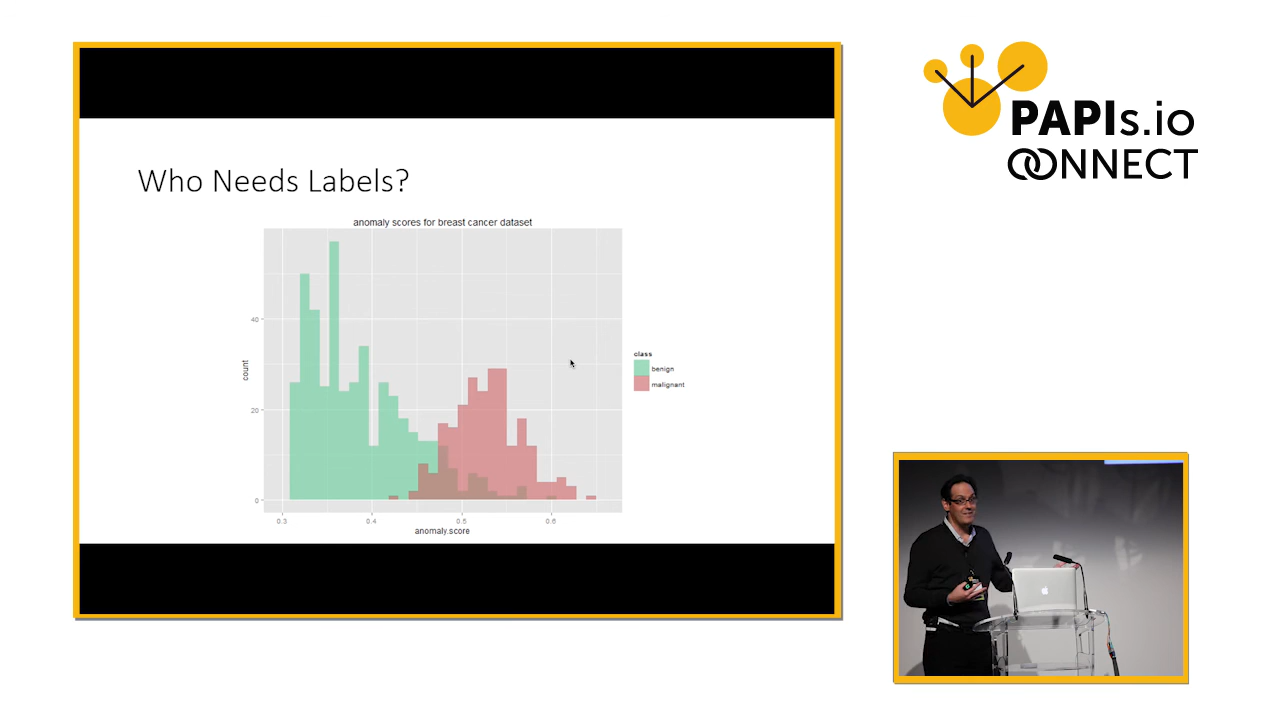 Who Needs Labels?
anomaly scores for breast cancer dataset
count
40
20
0
0.3
0.4
0.5
0.6
anomaly.score
class
benign
malignant
PAPIs.io
CONNECT